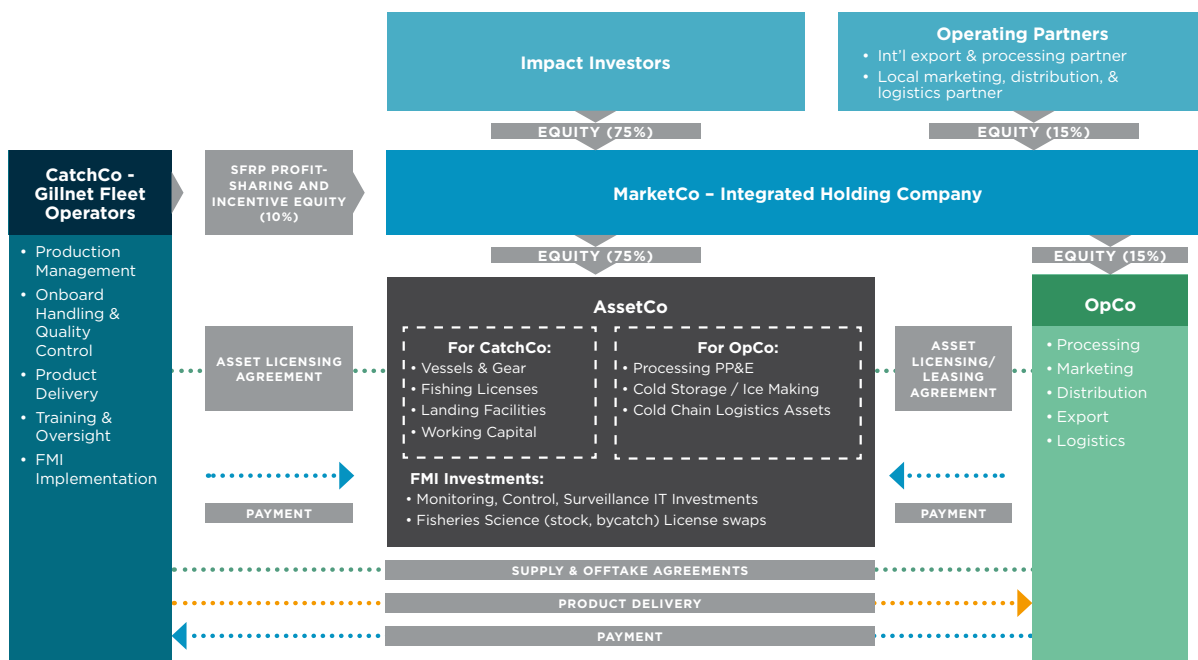 Impact Investors
Operating Partners
• Int'l export & processing partner
• Local marketing, distribution, &
logistics partner
EQUITY (75%)
EQUITY (15%)
CatchCo -
Gillnet Fleet
Operators
SFRP PROFIT-
SHARING AND
INCENTIVE EQUITY
(10%)
MarketCo – Integrated Holding Company
• Production
Management
• Onboard
Handling &
Quality
Control
• Product
Delivery
• Training &
Oversight
• FMI
Implementation
EQUITY (75%)
EQUITY (15%)
ASSET LICENSING
AGREEMENT
AssetCo
For CatchCo:
• Vessels & Gear
• Fishing Licenses
• Landing Facilities
• Working Capital
For OpCo:
• Processing PP&E
• Cold Storage / Ice Making
• Cold Chain Logistics Assets
FMI Investments:
• Monitoring, Control, Surveillance IT Investments
• Fisheries Science (stock, bycatch) License swaps
ASSET
LICENSING/
LEASING
AGREEMENT
OpCo
• Processing
• Marketing
• Distribution
• Export
• Logistics
PAYMENT
PAYMENT
SUPPLY & OFFTAKE AGREEMENTS
PRODUCT DELIVERY
PAYMENT